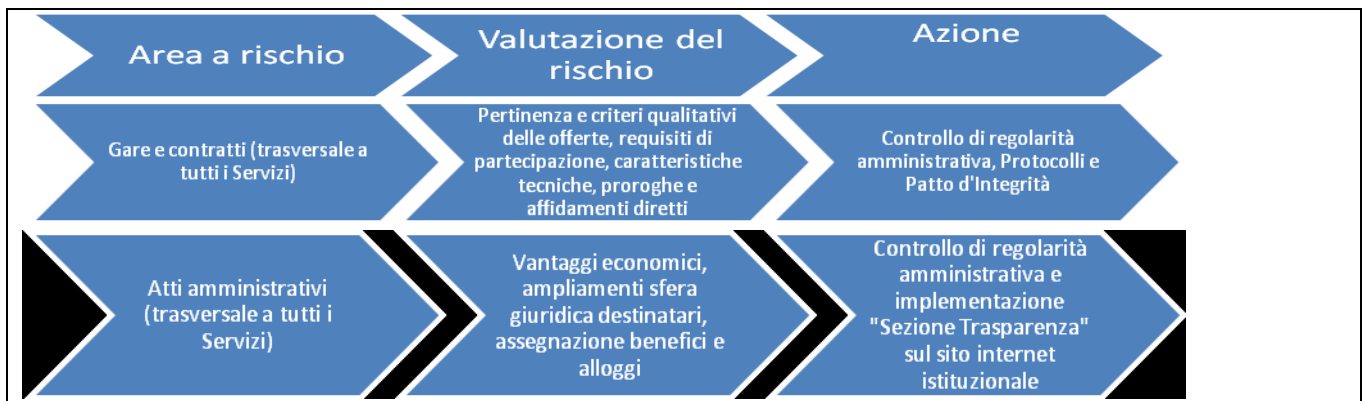 Area a rischio
Valutazione del
rischio
Azione
Gare e contratti (trasversale a
tutti i Servizi)
Pertinenza e criteri qualitativi
delle offerte, requisiti di
partecipazione, caratteristiche
tecniche, proroghe e
affidamenti diretti
Controllo di regolarità
amministrativa, Protocolli e
Patto d'Integrità
Atti amministrativi
(trasversale a tutti i
Servizi)
Vantaggi economici,
ampliamenti sfera
giuridica destinatari,
assegnazione benefici e
alloggi
Controllo di regolarità
amministrativa e
implementazione
"Sezione Trasparenza"
sul sito internet
istituzionale